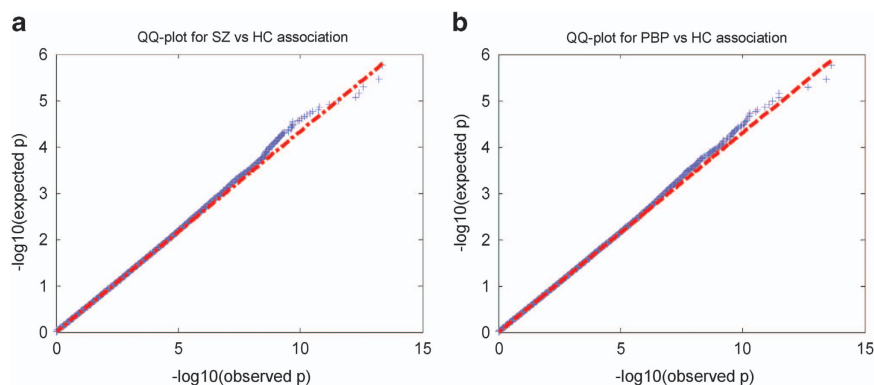 a
QQ-plot for SZ vs HC association
6
5
4
3
2
1
0
-log10(expected p)
0 5 10 15
-log10(observed p)
b
QQ-plot for PBP vs HC association
6
5
4
3
2
1
0
-log10(expected p)
0 5 10 15
-log10(observed p)